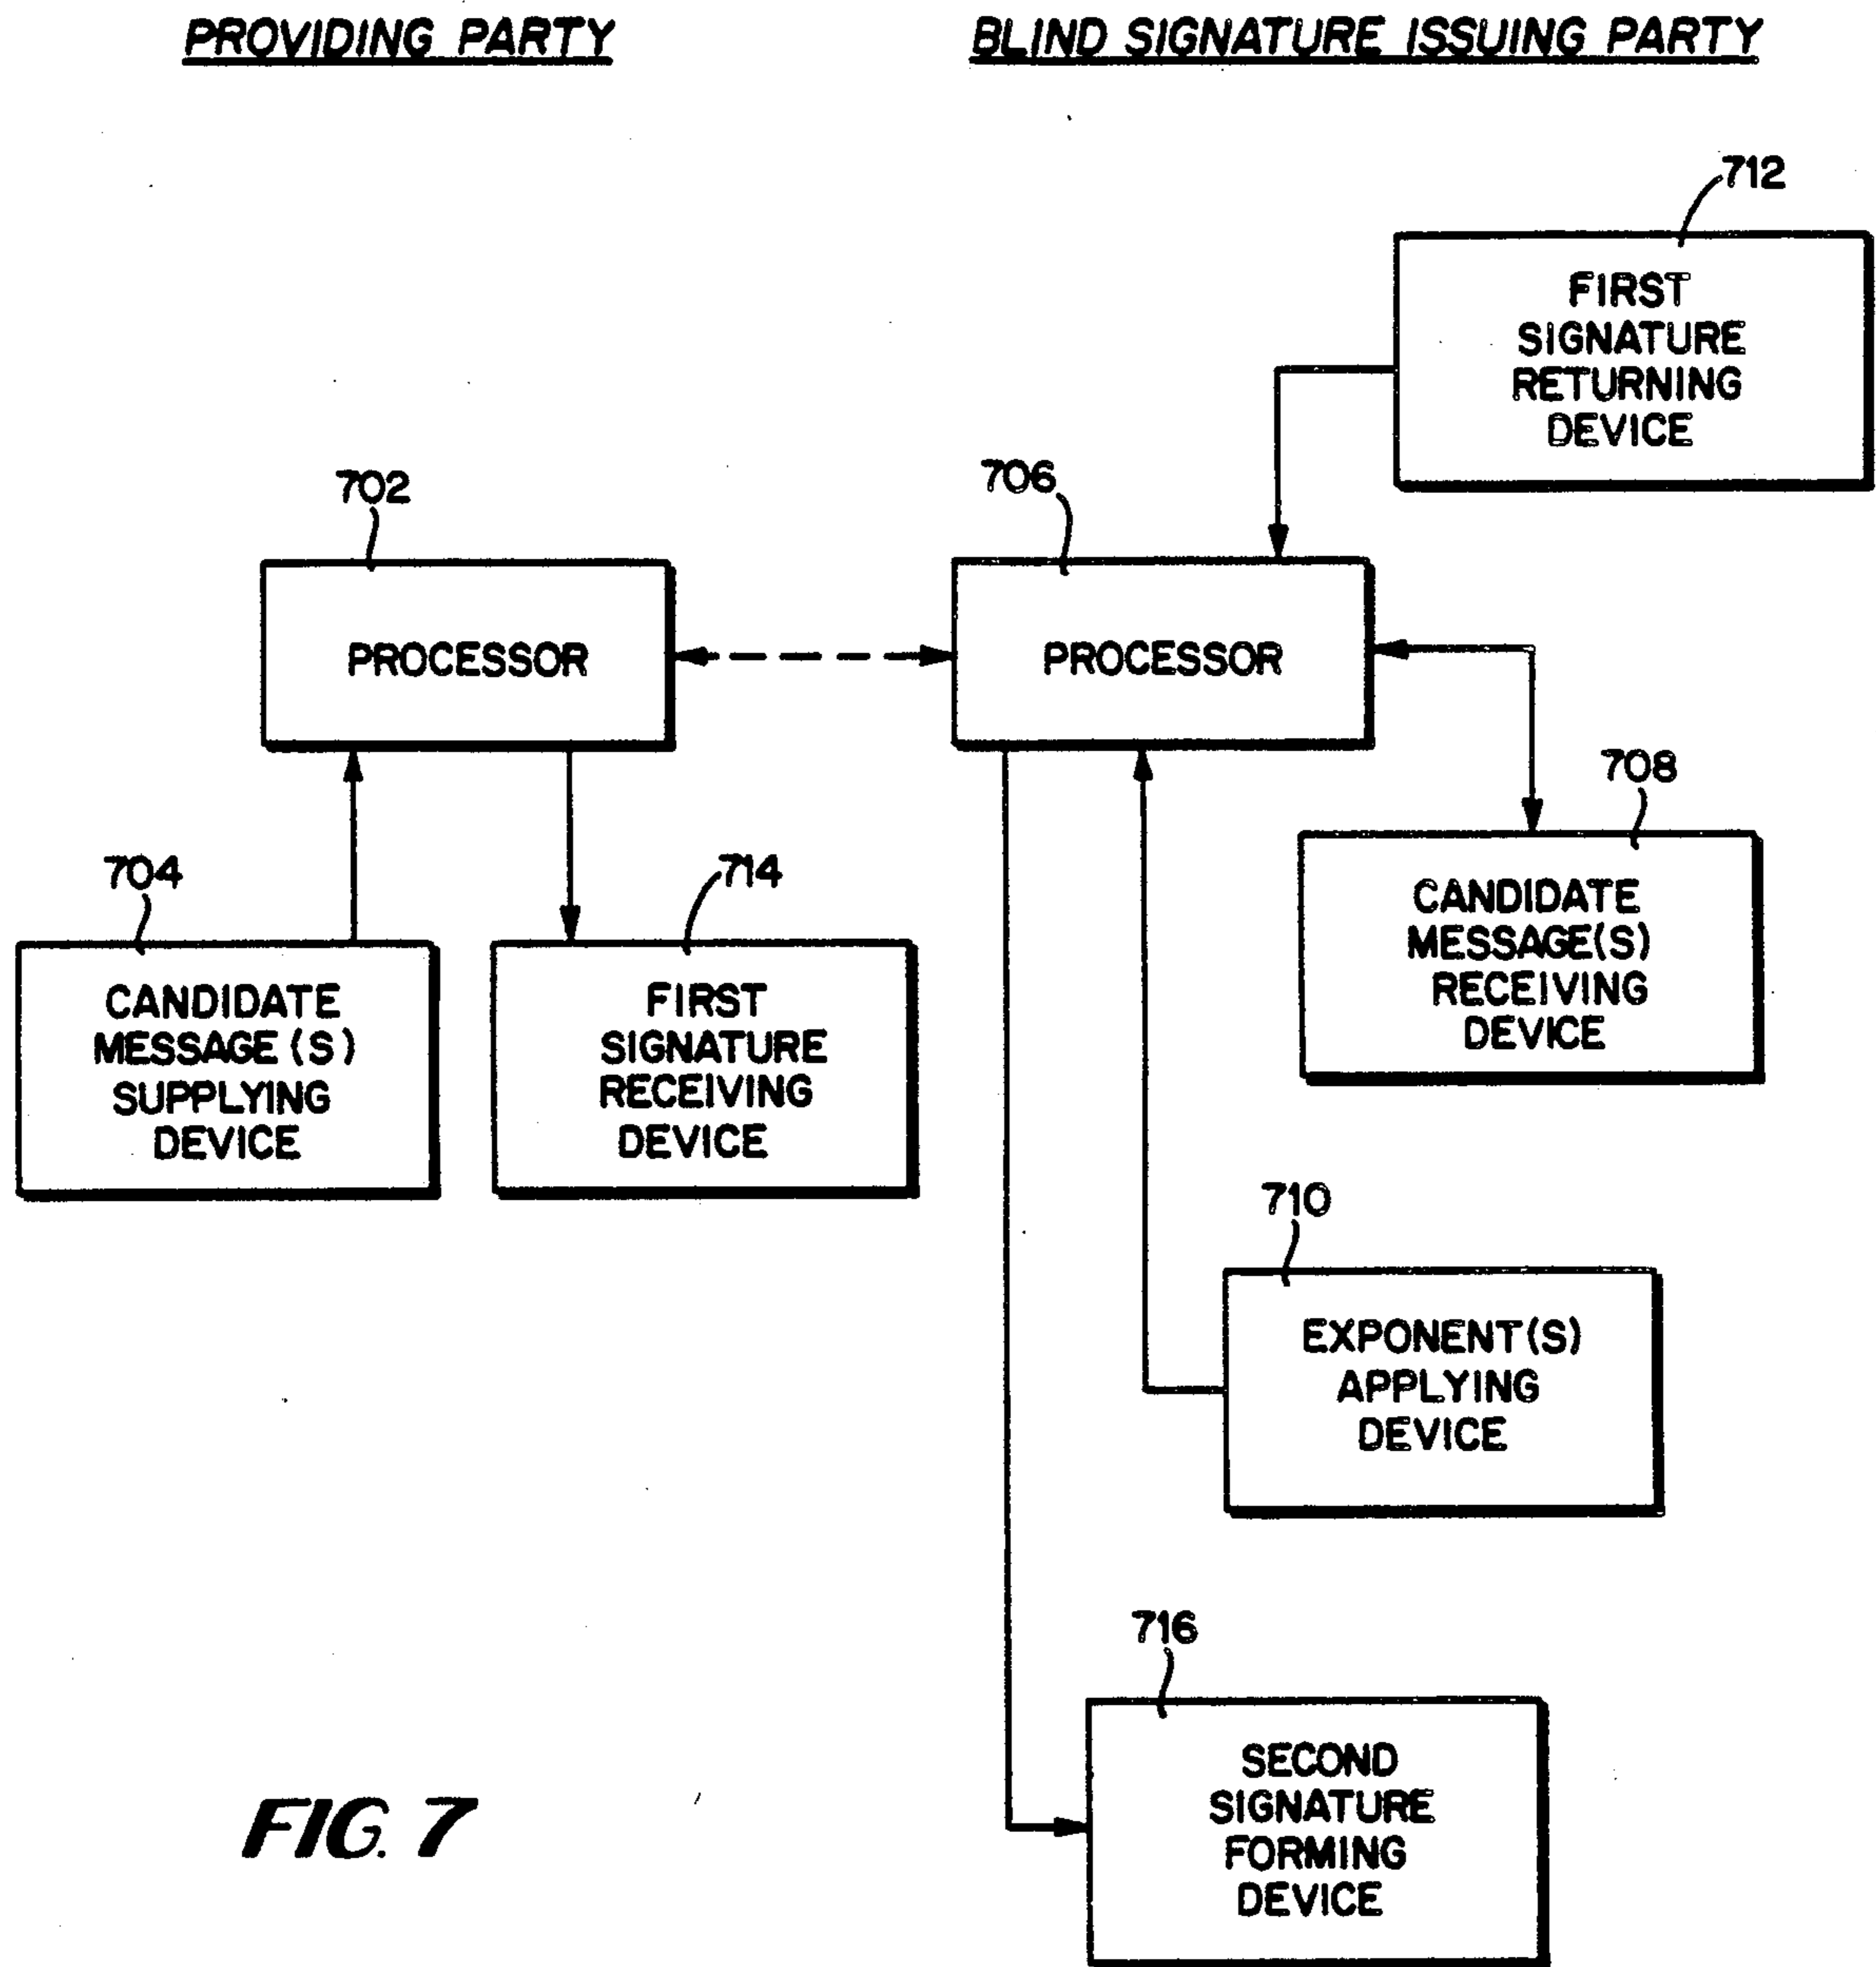 PROVIDING PARTY
BLIND SIGNATURE ISSUING PARTY
712
FIRST
SIGNATURE
RETURNING
DEVICE
702
706
PROCESSOR
PROCESSOR
708
CANDIDATE
MESSAGE(S)
RECEIVING
DEVICE
704
714
CANDIDATE
MESSAGE (S)
SUPPLYING
DEVICE
FIRST
SIGNATURE
RECEIVING
DEVICE
710
EXPONENT(S)
APPLYING
DEVICE
716
SECOND
SIGNATURE
FORMING
DEVICE
FIG. 7